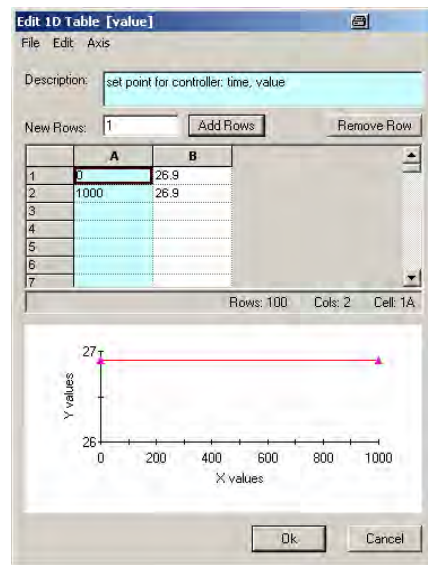 Edit 1D Table [value]
File Edit Axis
Description: set point for controller: time, value
New Rows: 1 Add Rows Remove Row
A B
1 0 26.9
2 1000 26.9
3
4
5
6
7
Rows: 100 Cols: 2 Cell: 1A
27
Y values
26
0 200 400 600 800 1000
X values
Ok Cancel